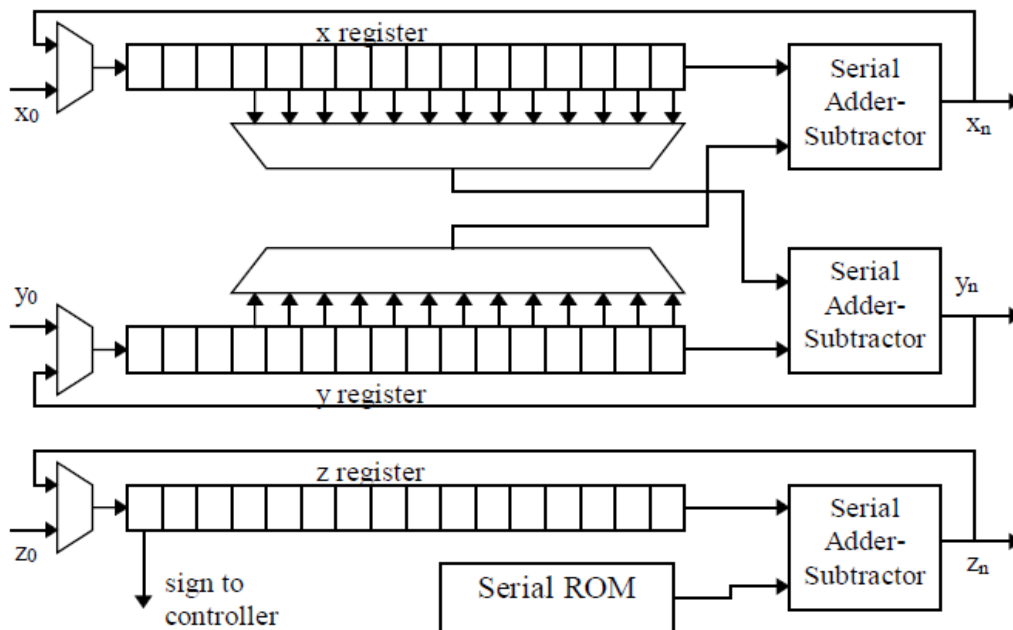 x register
Serial
Adder-
Subtractor
x0
xn
y0
Serial
Adder-
Subtractor
yn
y register
z register
Serial
Adder-
Subtractor
z0
zn
sign to
controller
Serial ROM